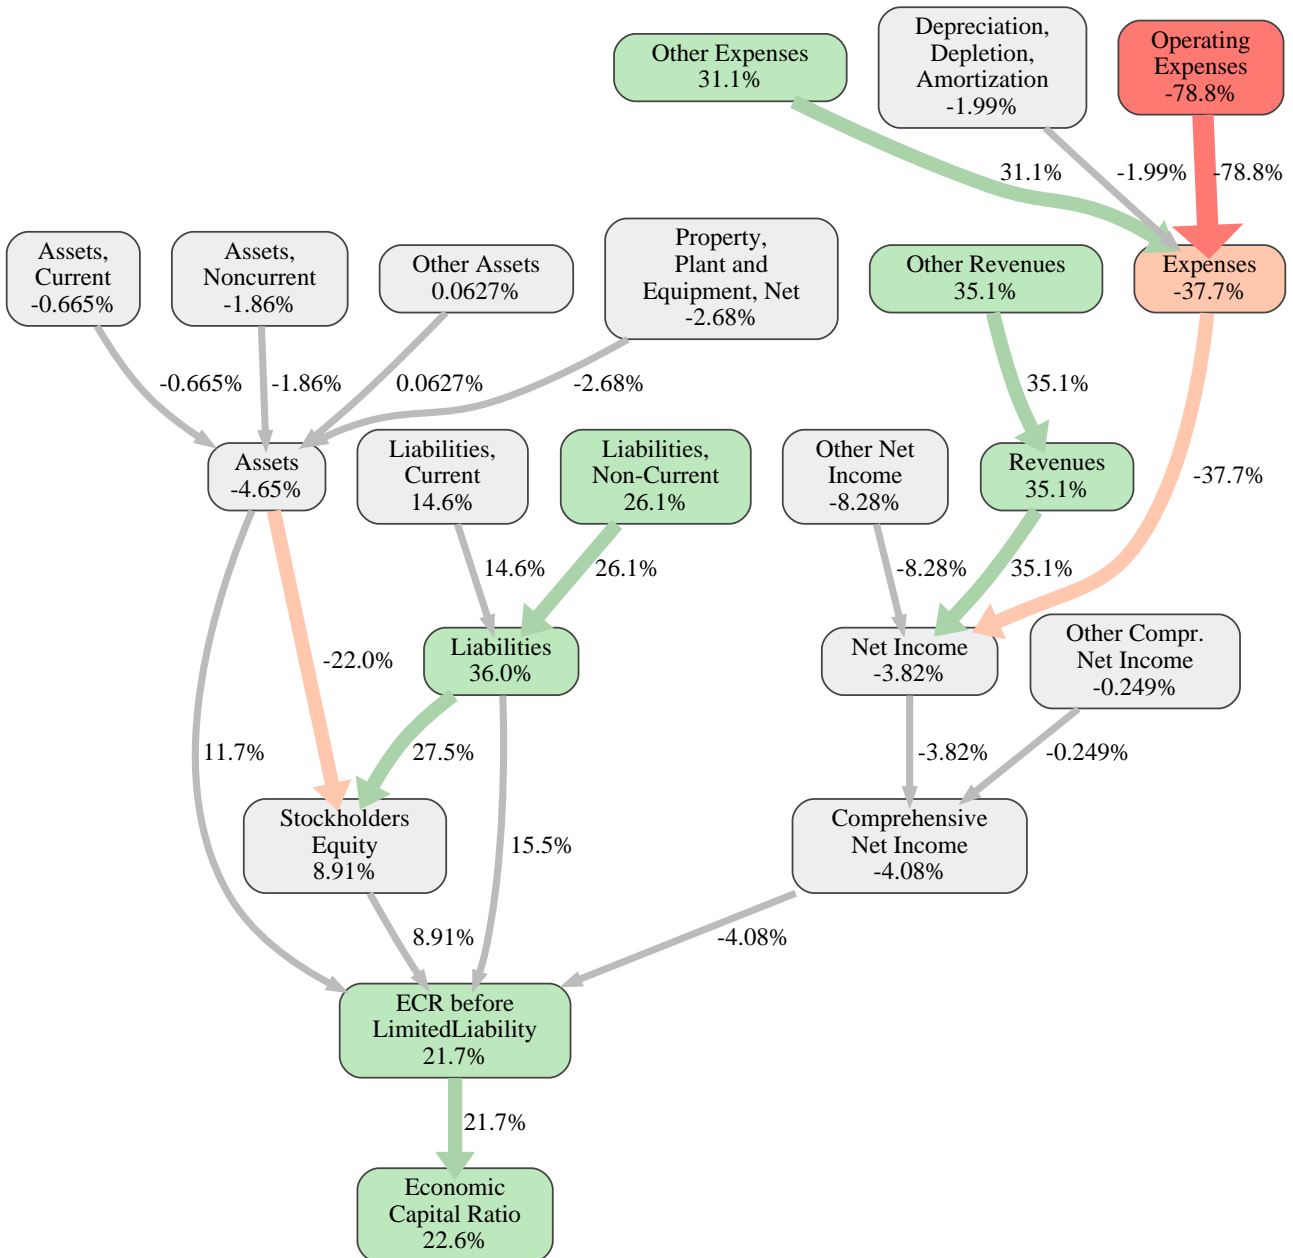 Other Expenses
31.1%
Depreciation,
Depletion,
Amortization
-1.99%
Operating
Expenses
-78.8%
31.1%
-1.99%
-78.8%
Assets,
Current
-0.665%
Assets,
Noncurrent
-1.86%
Other Assets
0.0627%
Property,
Plant and
Equipment, Net
-2.68%
Other Revenues
35.1%
Expenses
-37.7%
-0.665%
-1.86%
0.0627%
-2.68%
35.1%
-37.7%
Assets
-4.65%
Liabilities,
Current
14.6%
Liabilities,
Non-Current
26.1%
Other Net
Income
-8.28%
Revenues
35.1%
14.6%
26.1%
-8.28%
35.1%
-22.0%
Liabilities
36.0%
Net Income
-3.82%
Other Compr.
Net Income
-0.249%
11.7%
27.5%
15.5%
-3.82%
-0.249%
Stockholders
Equity
8.91%
Comprehensive
Net Income
-4.08%
8.91%
-4.08%
ECR before
LimitedLiability
21.7%
21.7%
Economic
Capital Ratio
22.6%